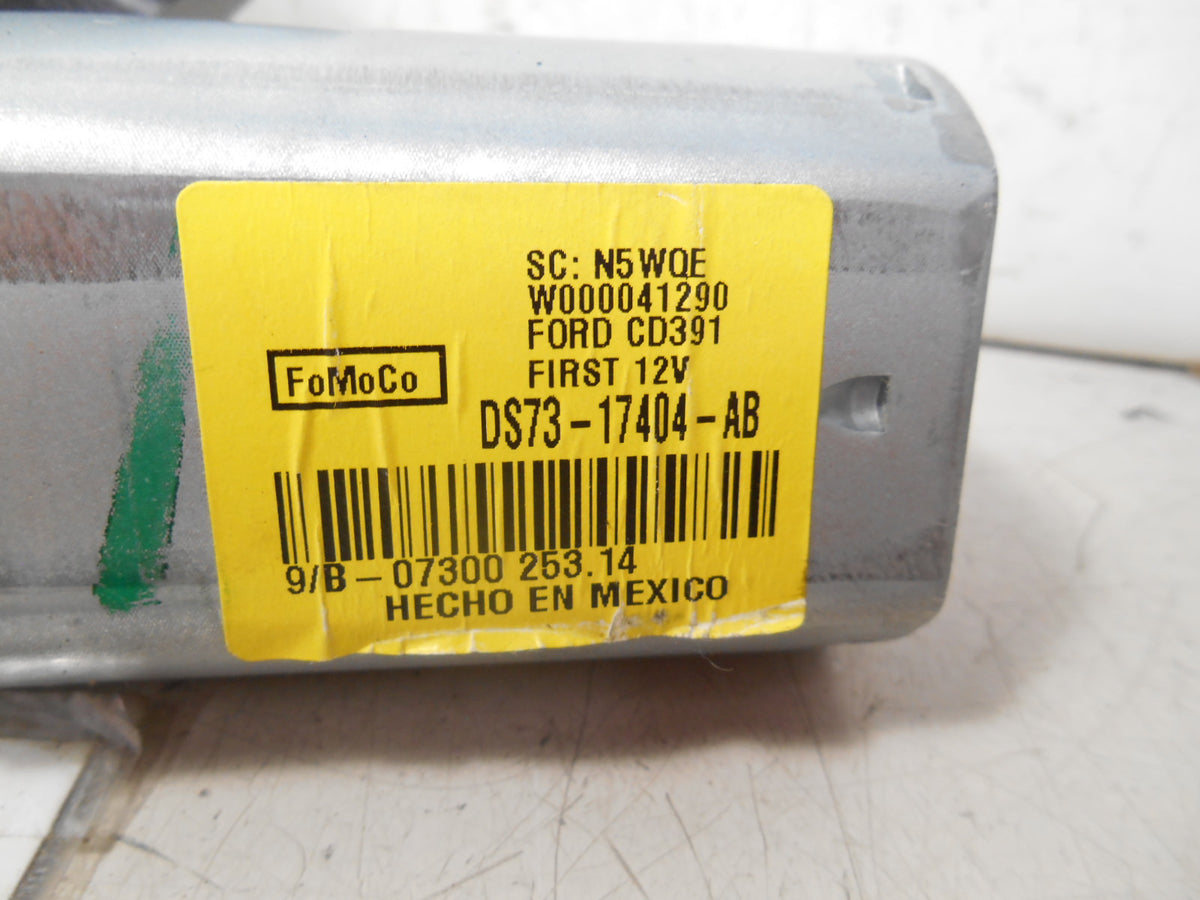 SC: N5WQE
W000041290
FORD CD391
FIRST 12V
FoMoCo
DS73-17404-AB
9/B-07300 253.14
HECHO EN MEXICO